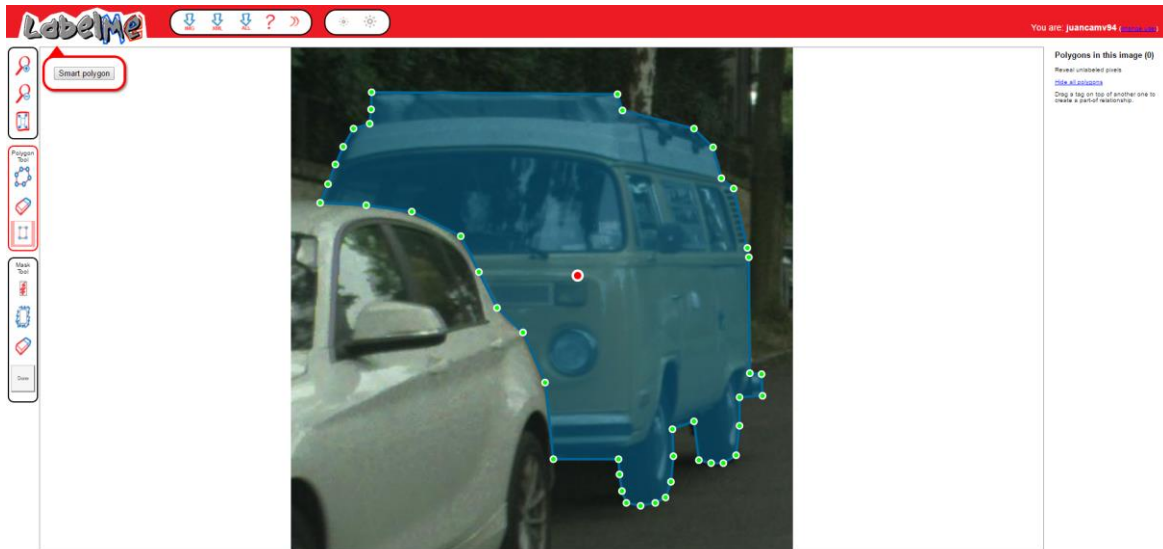 LabelMe
?
You are: juancamv94
Smart polygon
Polygons in this image (0)
Reveal unlabeled pixels
Hide all polygons
Drag a tag on top of another one to
create a part-of relationship.
Polygon
Tool
Mask
Tool
Done